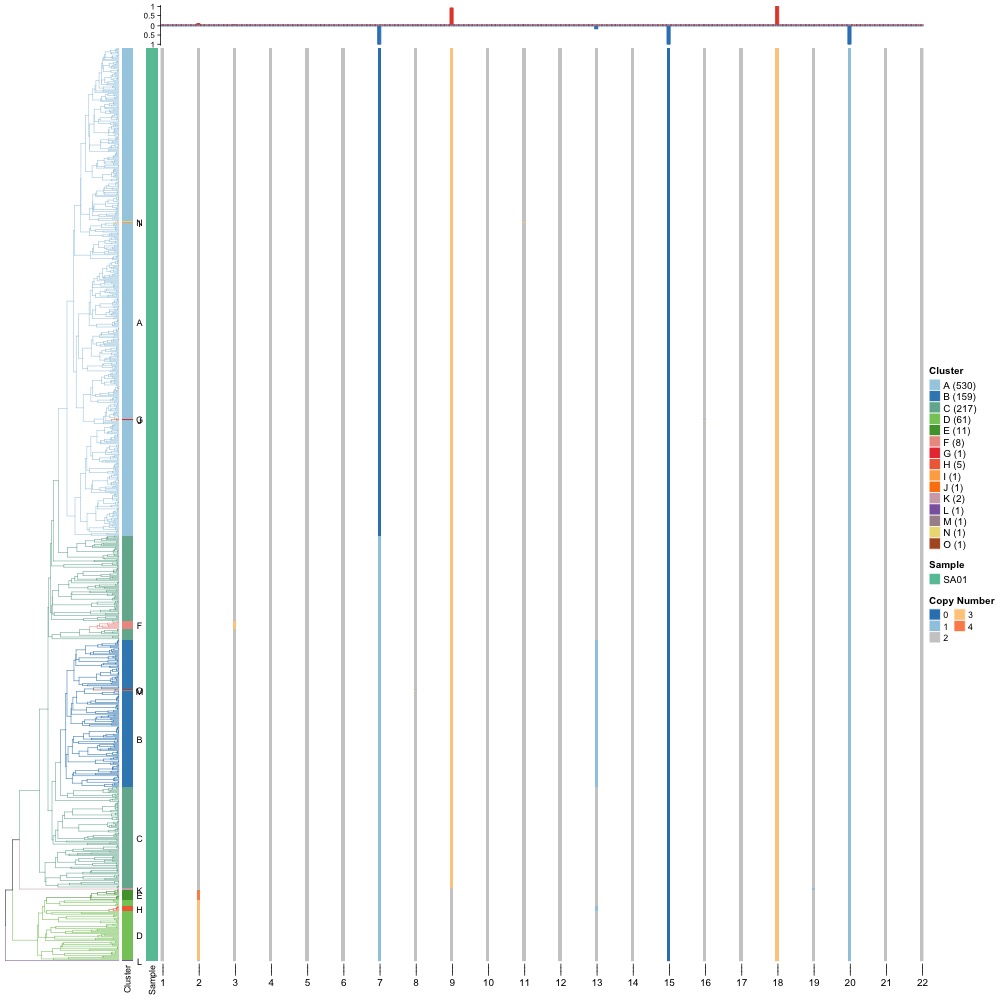 1
0.5
0
0.5
1
N
A
G
F
O
M
B
C
K
E
H
D
L
Cluster
Sample
1 2 3 4 5 6 7 8 9 10 11 12 13 14 15 16 17 18 19 20 21 22
Cluster
A (530)
B (159)
C (217)
D (61)
E (11)
F (8)
G (1)
H (5)
I (1)
J (1)
K (2)
L (1)
M (1)
N (1)
O (1)
Sample
SA01
Copy Number
0 3
1 4
2